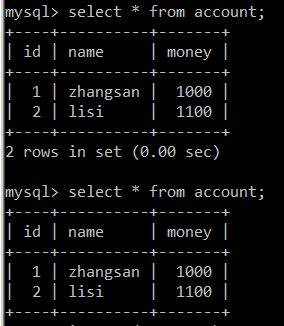 mysql> select * from account;
+----+----------+-------+
| id | name     | money |
+----+----------+-------+
|  1 | zhangsan |  1000 |
|  2 | lisi     |  1100 |
+----+----------+-------+
2 rows in set (0.00 sec)
mysql> select * from account;
+----+----------+-------+
| id | name     | money |
+----+----------+-------+
|  1 | zhangsan |  1000 |
|  2 | lisi     |  1100 |
+----+----------+-------+